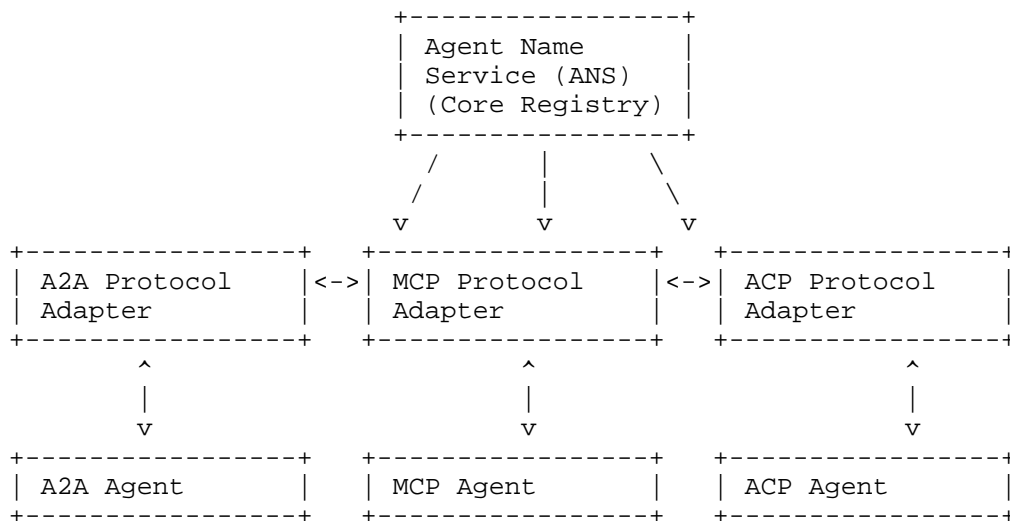 Agent Name
Service (ANS)
(Core Registry)
A2A Protocol <-> MCP Protocol <-> ACP Protocol
Adapter Adapter Adapter
A2A Agent MCP Agent ACP Agent